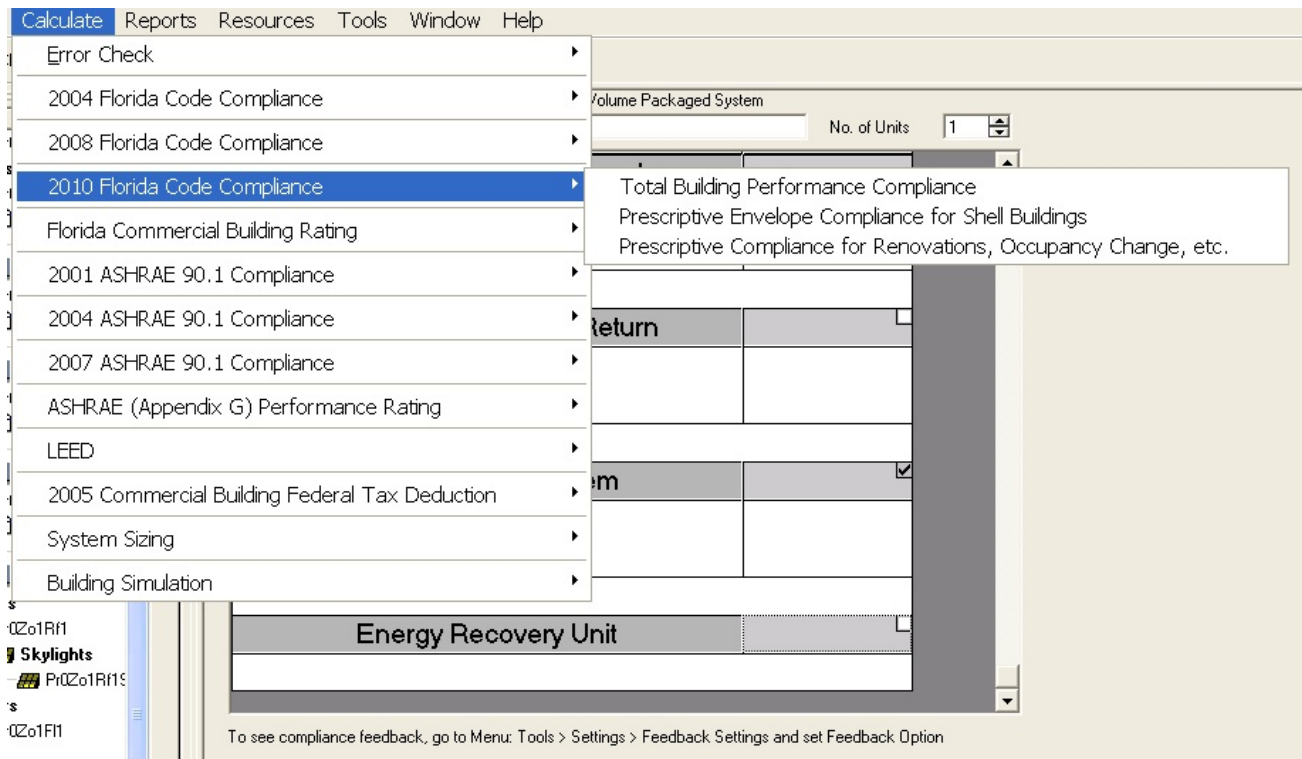 Calculate Reports Resources Tools Window Help
Error Check
2004 Florida Code Compliance
Volume Packaged System
2008 Florida Code Compliance
No. of Units 1
2010 Florida Code Compliance
Total Building Performance Compliance
Prescriptive Envelope Compliance for Shell Buildings
Prescriptive Compliance for Renovations, Occupancy Change, etc.
Florida Commercial Building Rating
2001 ASHRAE 90.1 Compliance
2004 ASHRAE 90.1 Compliance
Return
2007 ASHRAE 90.1 Compliance
ASHRAE (Appendix G) Performance Rating
LEED
em
2005 Commercial Building Federal Tax Deduction
System Sizing
Building Simulation
0Zo1Rf1
Energy Recovery Unit
Skylights
Pr0Zo1Rf1S
0Zo1Fl1
To see compliance feedback, go to Menu: Tools > Settings > Feedback Settings and set Feedback Option